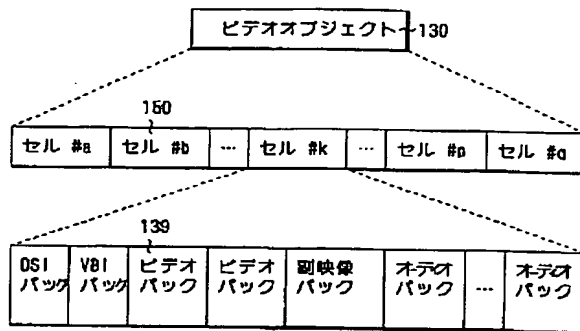 ビデオオブジェクト 130
150
セル #a セル #b … セル #k … セル #p セル #q
139
DSI パック VBI パック ビデオ パック ビデオ パック 副映像 パック オーデオ パック … オーデオ パック